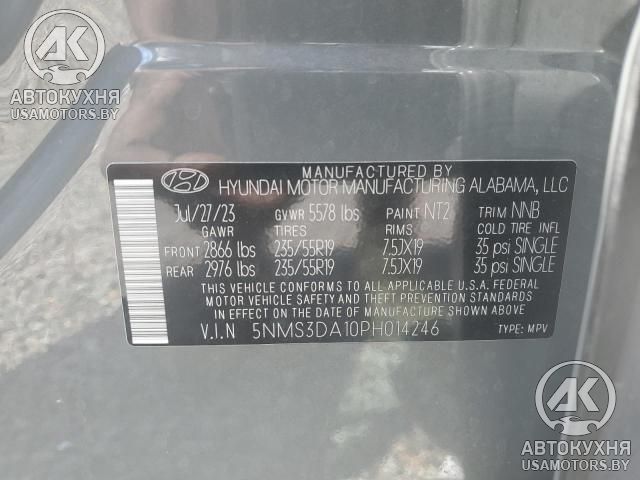 АК
АВТОКУХНЯ
USAMOTORS.BY
MANUFACTURED BY
HYUNDAI MOTOR MANUFACTURING ALABAMA, LLC
Jul/27/23 GVWR 5578 lbs PAINT NT2 TRIM NNB
GAWR TIRES RIMS COLD TIRE INFL
FRONT 2866 lbs 235/55R19 7.5JX19 35 psi SINGLE
REAR 2976 lbs 235/55R19 7.5JX19 35 psi SINGLE
THIS VEHICLE CONFORMS TO ALL APPLICABLE U.S.A. FEDERAL
MOTOR VEHICLE SAFETY AND THEFT PREVENTION STANDARDS
IN EFFECT ON THE DATE OF MANUFACTURE SHOWN ABOVE
V.I.N 5NMS3DA10PH014246 TYPE: MPV
АК
АВТОКУХНЯ
USAMOTORS.BY